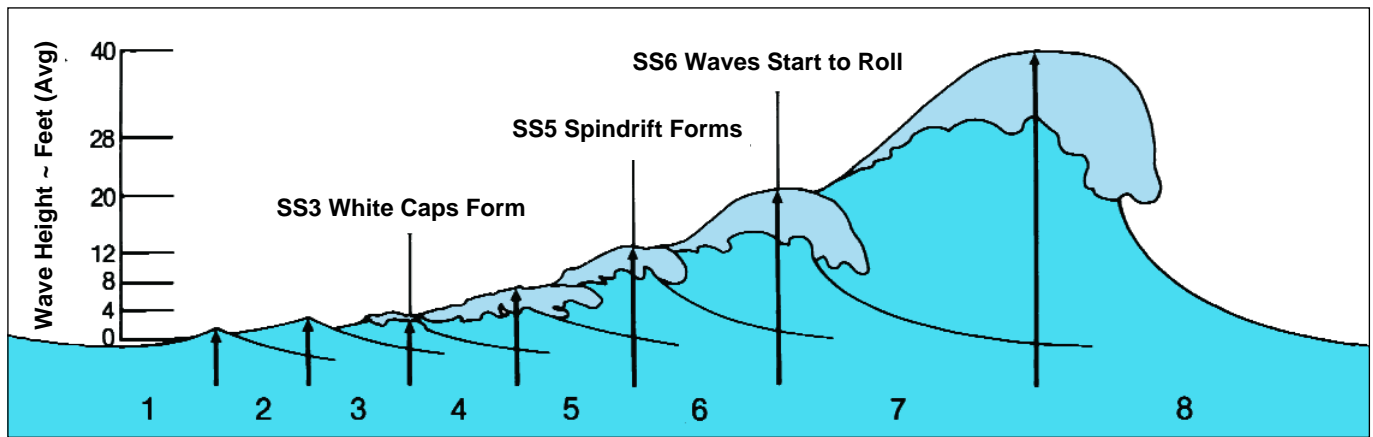 Wave Height ~ Feet (Avg)
40
28
20
12
8
4
0
SS6 Waves Start to Roll
SS5 Spindrift Forms
SS3 White Caps Form
1 2 3 4 5 6 7 8